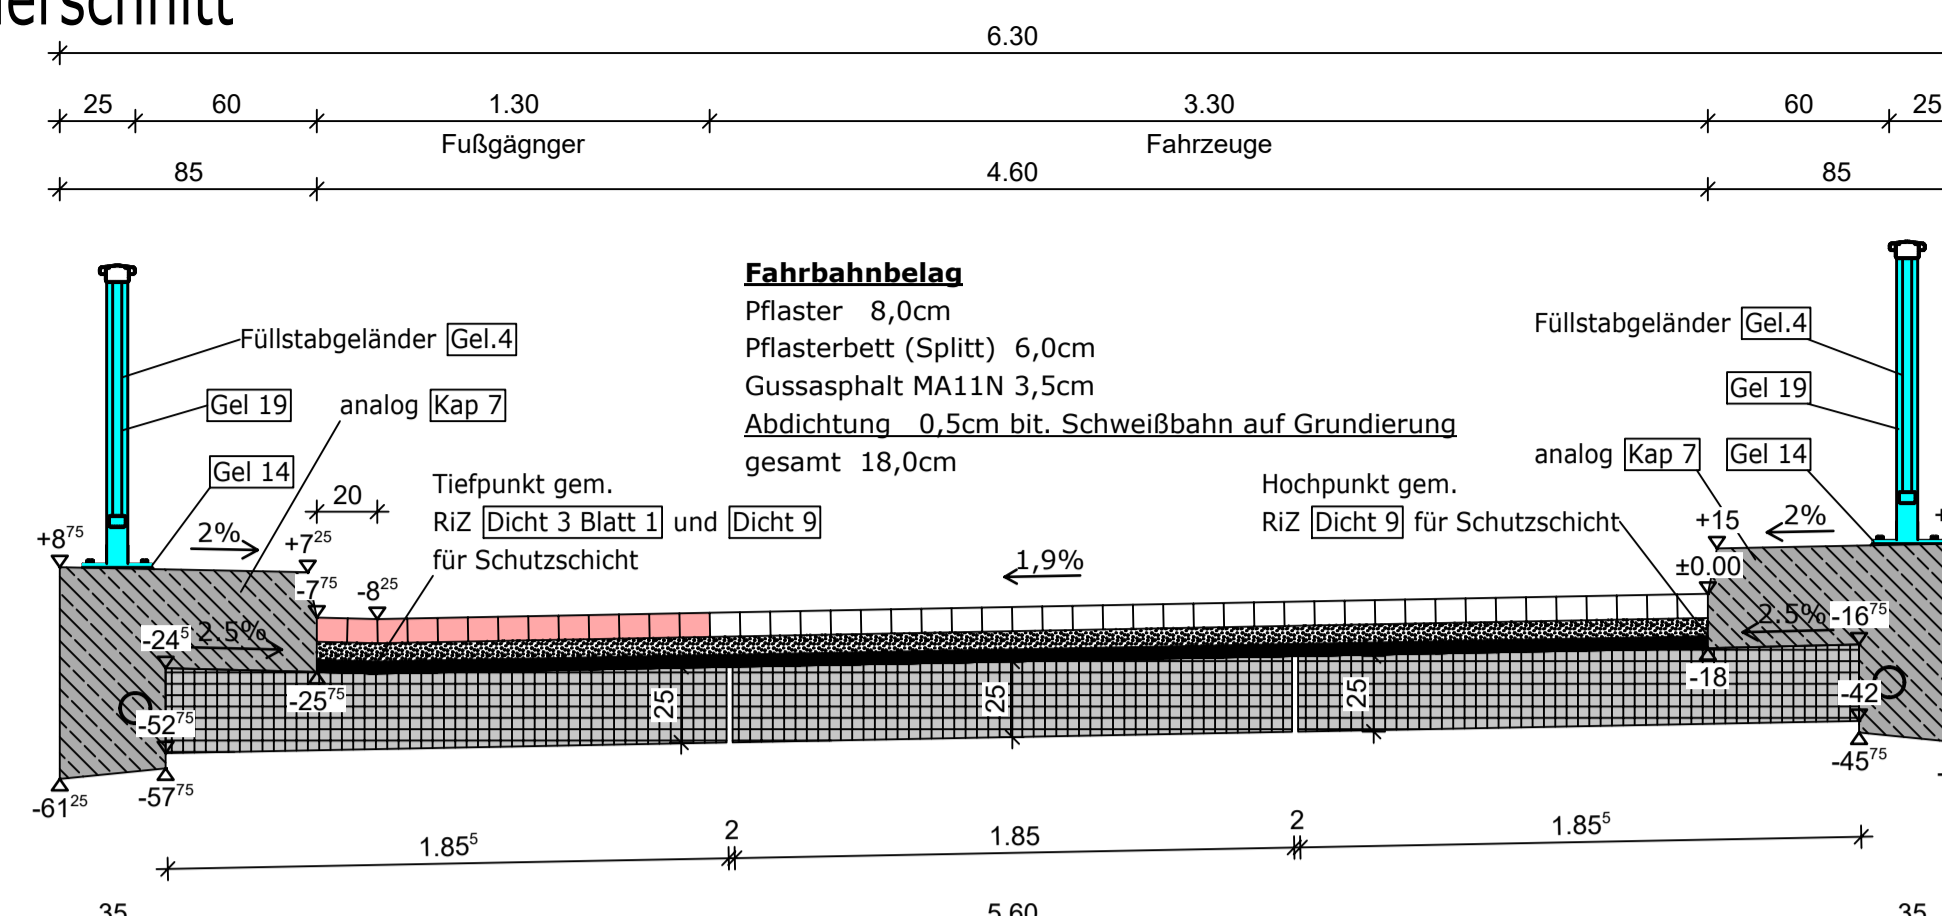 erschnitt
6.30
25 60 1.30 3.30 60 25
Fußgägnger Fahrzeuge
85 4.60 85
Fahrbahnbelag
Pflaster 8,0cm
Pflasterbett (Splitt) 6,0cm
Gussasphalt MA11N 3,5cm
Abdichtung 0,5cm bit. Schweißbahn auf Grundierung
gesamt 18,0cm
Füllstabgeländer Gel.4
Gel 19
analog Kap 7
Gel 14
Füllstabgeländer Gel.4
Gel 19
analog Kap 7 Gel 14
20
Tiefpunkt gem.
RiZ Dicht 3 Blatt 1 und Dicht 9
für Schutzschicht
Hochpunkt gem.
RiZ Dicht 9 für Schutzschicht
+8⁷⁵
2%
+7²⁵
-7⁷⁵
-8²⁵
1,9%
+15
2%
+
±0.00
-24⁵
2.5%
2.5%
-16⁷⁵
-25⁷⁵
25
25
25
-18
-42
-52⁷⁵
-57⁷⁵
-61²⁵
-45⁷⁵
-
1.85⁵ 2 1.85 2 1.85⁵
35 5.60 35